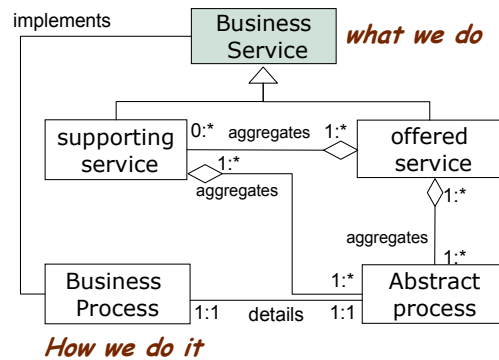 implements
Business
Service
what we do
supporting
service
0:*
aggregates
1:*
offered
service
1:*
aggregates
1:*
aggregates
1:*
1:*
Business
Process
Abstract
process
1:1
details
1:1
How we do it